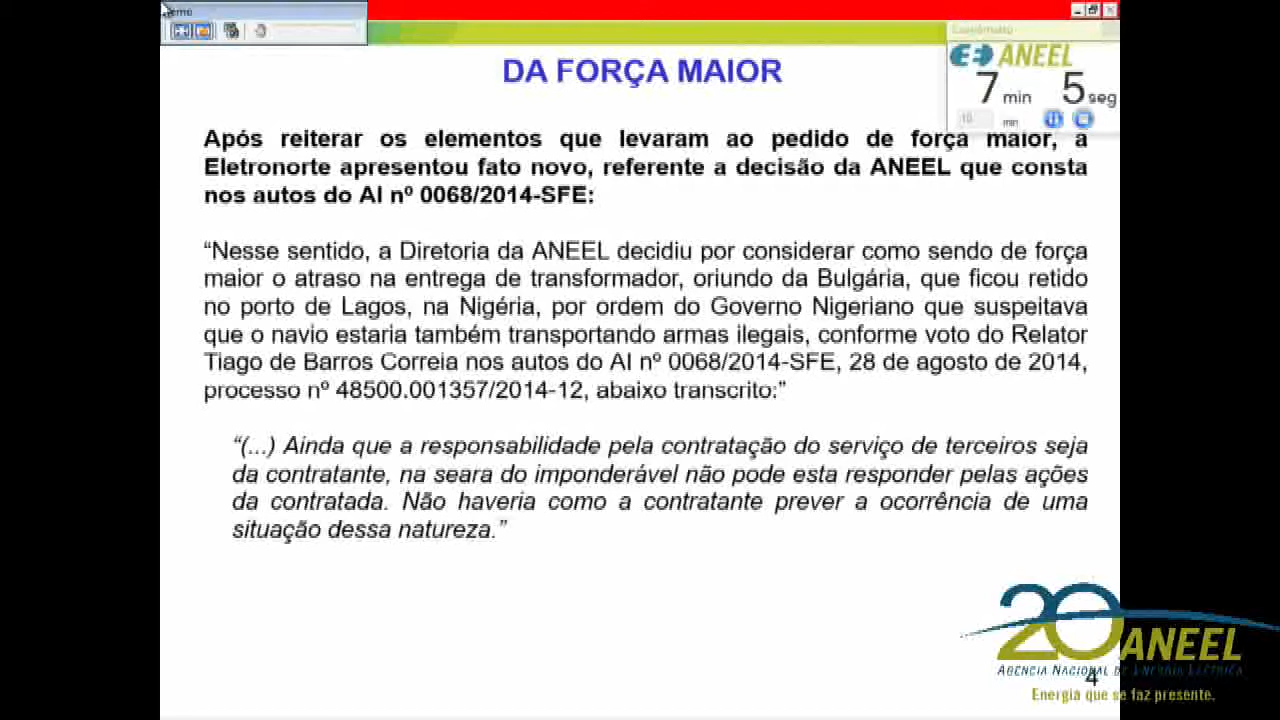 DA FORÇA MAIOR
ANEEL
7 min 5 seg
10 min
Após reiterar os elementos que levaram ao pedido de força maior, a
Eletronorte apresentou fato novo, referente a decisão da ANEEL que consta
nos autos do AI nº 0068/2014-SFE:
“Nesse sentido, a Diretoria da ANEEL decidiu por considerar como sendo de força
maior o atraso na entrega de transformador, oriundo da Bulgária, que ficou retido
no porto de Lagos, na Nigéria, por ordem do Governo Nigeriano que suspeitava
que o navio estaria também transportando armas ilegais, conforme voto do Relator
Tiago de Barros Correia nos autos do AI nº 0068/2014-SFE, 28 de agosto de 2014,
processo nº 48500.001357/2014-12, abaixo transcrito:”
“(...) Ainda que a responsabilidade pela contratação do serviço de terceiros seja
da contratante, na seara do imponderável não pode esta responder pelas ações
da contratada. Não haveria como a contratante prever a ocorrência de uma
situação dessa natureza.”
20 ANEEL
AGÊNCIA NACIONAL DE ENERGIA ELÉTRICA
4
Energia que se faz presente.